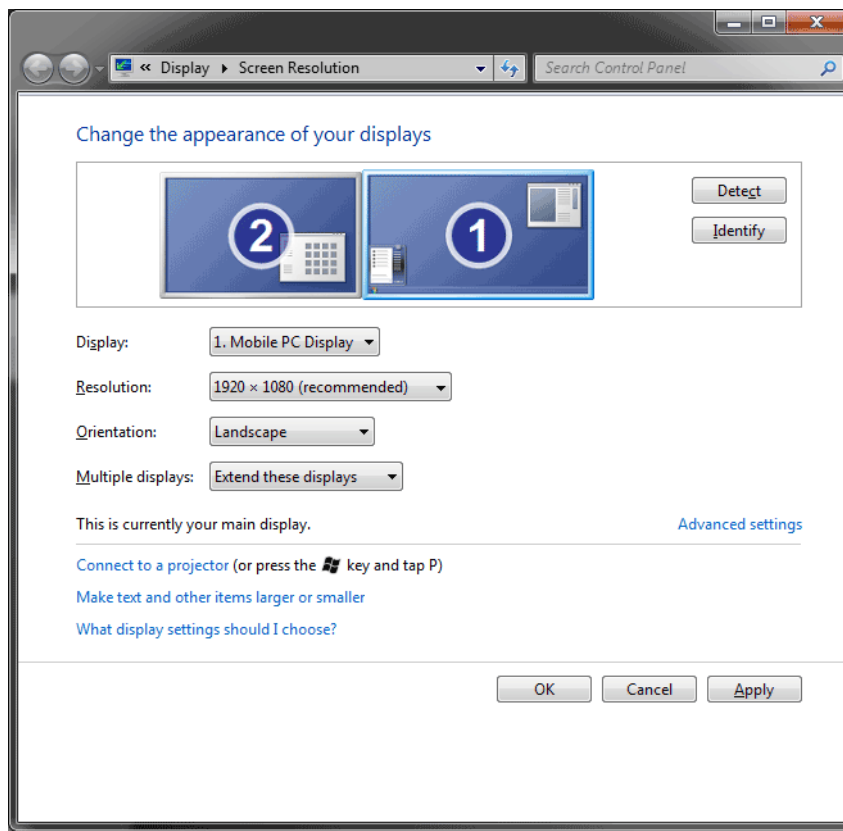 « Display ▸ Screen Resolution
Search Control Panel
Change the appearance of your displays
2
1
Detect
Identify
Display: 1. Mobile PC Display
Resolution: 1920 × 1080 (recommended)
Orientation: Landscape
Multiple displays: Extend these displays
This is currently your main display. Advanced settings
Connect to a projector (or press the key and tap P)
Make text and other items larger or smaller
What display settings should I choose?
OK Cancel Apply